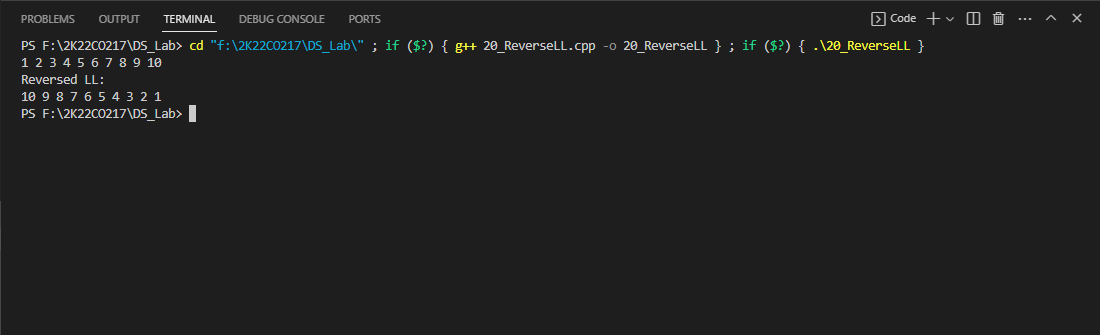 PROBLEMS OUTPUT TERMINAL DEBUG CONSOLE PORTS Code
PS F:\2K22CO217\DS_Lab> cd "f:\2K22CO217\DS_Lab\" ; if ($?) { g++ 20_ReverseLL.cpp -o 20_ReverseLL } ; if ($?) { .\20_ReverseLL }
1 2 3 4 5 6 7 8 9 10
Reversed LL:
10 9 8 7 6 5 4 3 2 1
PS F:\2K22CO217\DS_Lab>